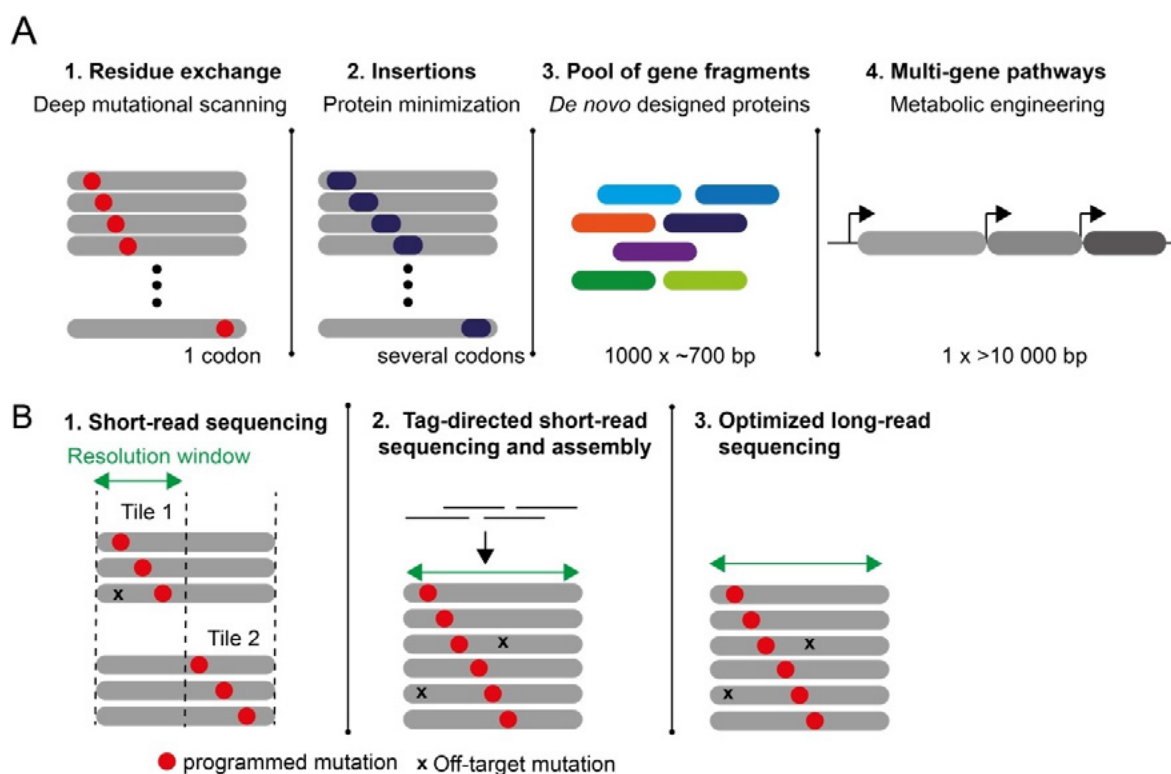 A
1. Residue exchange
Deep mutational scanning
1 codon
2. Insertions
Protein minimization
several codons
3. Pool of gene fragments
De novo designed proteins
1000 x ~700 bp
4. Multi-gene pathways
Metabolic engineering
1 x >10 000 bp
B
1. Short-read sequencing
Resolution window
Tile 1
x
Tile 2
2. Tag-directed short-read
sequencing and assembly
x
x
3. Optimized long-read
sequencing
x
x
programmed mutation
x Off-target mutation